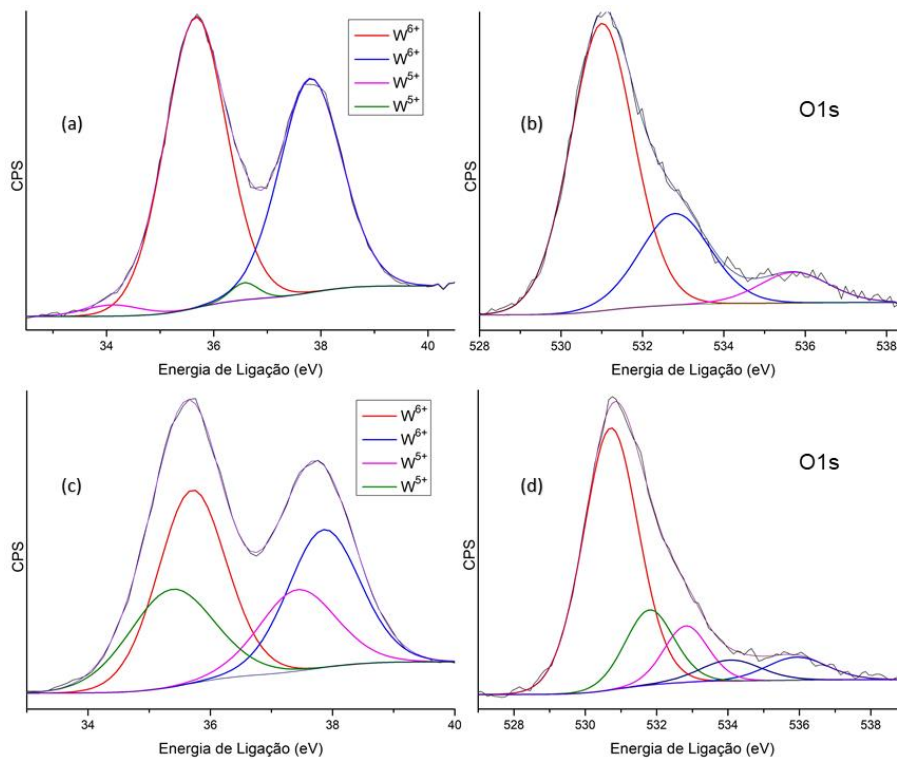 (a)
W6+
W6+
W5+
W5+
CPS
34
36
38
40
Energia de Ligação (eV)
(b)
O1s
CPS
528
530
532
534
536
538
Energia de Ligação (eV)
(c)
W6+
W6+
W5+
W5+
CPS
34
36
38
40
Energia de Ligação (eV)
(d)
O1s
CPS
526
528
530
532
534
536
538
Energia de Ligação (eV)